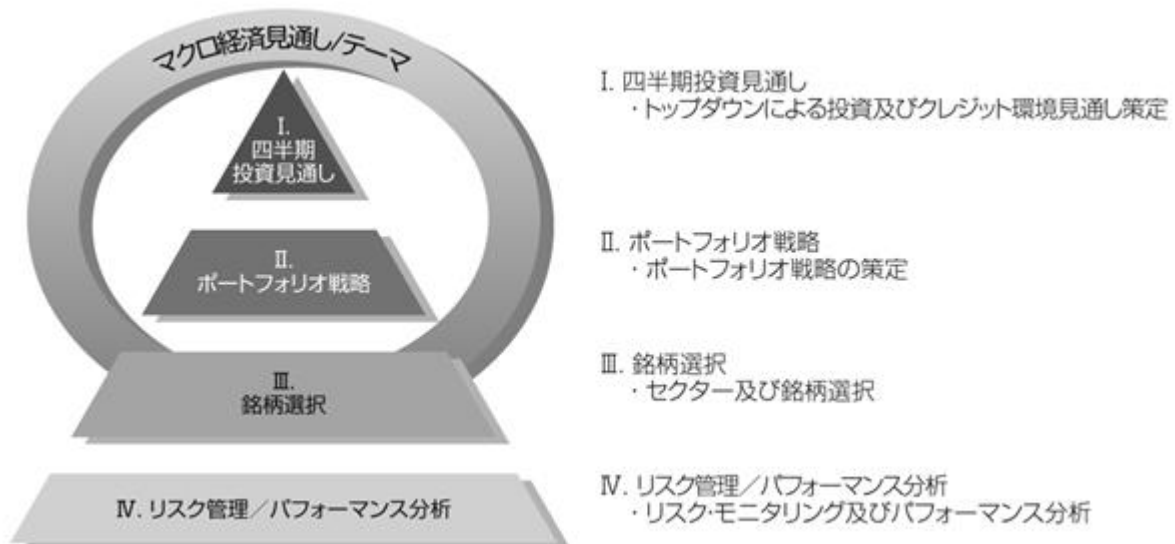 マクロ経済見通し/テーマ
Ⅰ.
四半期
投資見通し
Ⅱ.
ポートフォリオ戦略
Ⅲ.
銘柄選択
Ⅳ. リスク管理／パフォーマンス分析
Ⅰ. 四半期投資見通し
・トップダウンによる投資及びクレジット環境見通し策定
Ⅱ. ポートフォリオ戦略
・ポートフォリオ戦略の策定
Ⅲ. 銘柄選択
・セクター及び銘柄選択
Ⅳ. リスク管理／パフォーマンス分析
・リスク・モニタリング及びパフォーマンス分析